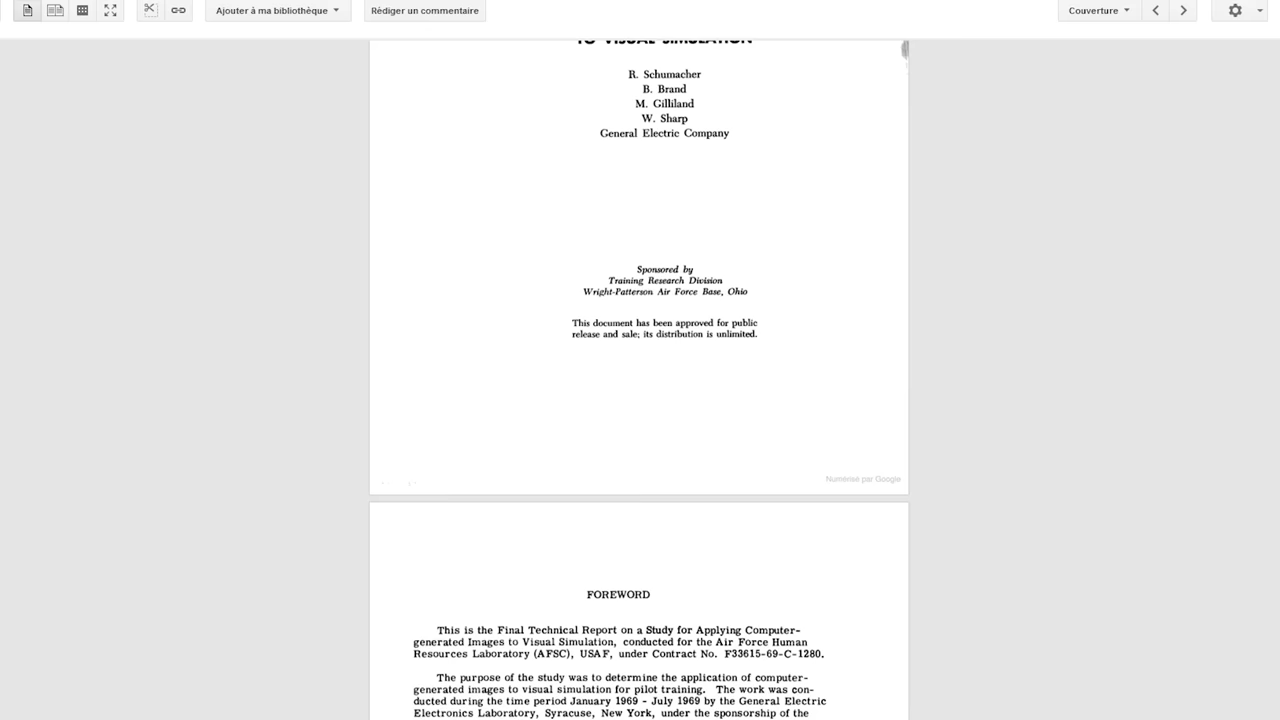 Ajouter à ma bibliothèque
Rédiger un commentaire
Couverture
TO VISUAL SIMULATION
R. Schumacher
B. Brand
M. Gilliland
W. Sharp
General Electric Company
Sponsored by
Training Research Division
Wright-Patterson Air Force Base, Ohio
This document has been approved for public
release and sale; its distribution is unlimited.
Numérisé par Google
FOREWORD
This is the Final Technical Report on a Study for Applying Computer-
generated Images to Visual Simulation, conducted for the Air Force Human
Resources Laboratory (AFSC), USAF, under Contract No. F33615-69-C-1280.
The purpose of the study was to determine the application of computer-
generated images to visual simulation for pilot training. The work was con-
ducted during the time period January 1969 - July 1969 by the General Electric
Electronics Laboratory, Syracuse, New York, under the sponsorship of the